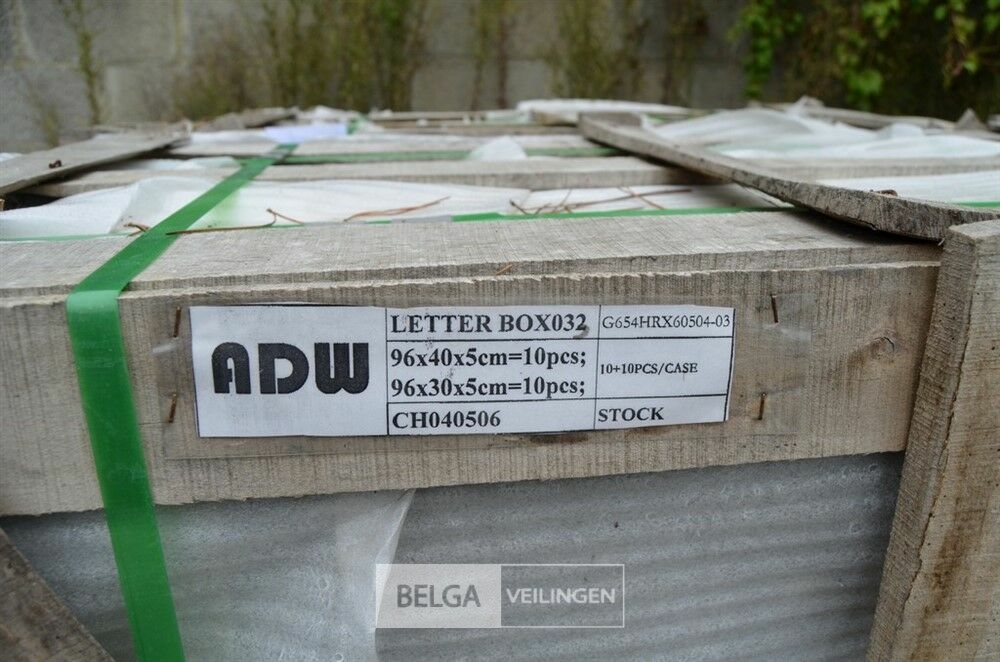 ADW
LETTER BOX032
G654HRX60504-03
96x40x5cm=10pcs;
96x30x5cm=10pcs;
10+10PCS/CASE
CH040506
STOCK
BELGA VEILINGEN